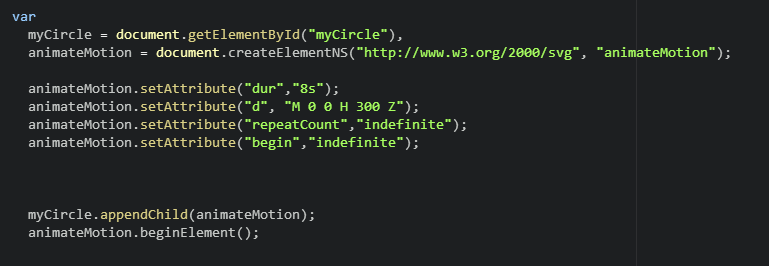 var
myCircle = document.getElementById("myCircle"),
animateMotion = document.createElementNS("http://www.w3.org/2000/svg", "animateMotion");
animateMotion.setAttribute("dur","8s");
animateMotion.setAttribute("d", "M 0 0 H 300 Z");
animateMotion.setAttribute("repeatCount","indefinite");
animateMotion.setAttribute("begin","indefinite");
myCircle.appendChild(animateMotion);
animateMotion.beginElement();